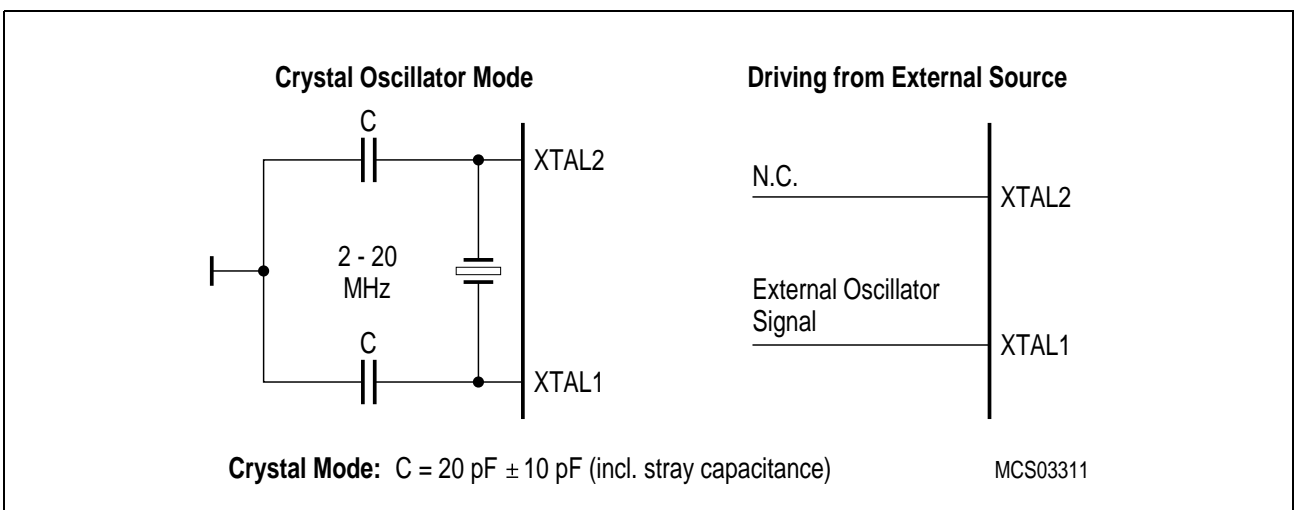 Crystal Oscillator Mode
Driving from External Source
C
XTAL2
N.C.
XTAL2
2 - 20
MHz
External Oscillator
Signal
C
XTAL1
XTAL1
Crystal Mode: C = 20 pF ± 10 pF (incl. stray capacitance)
MCS03311